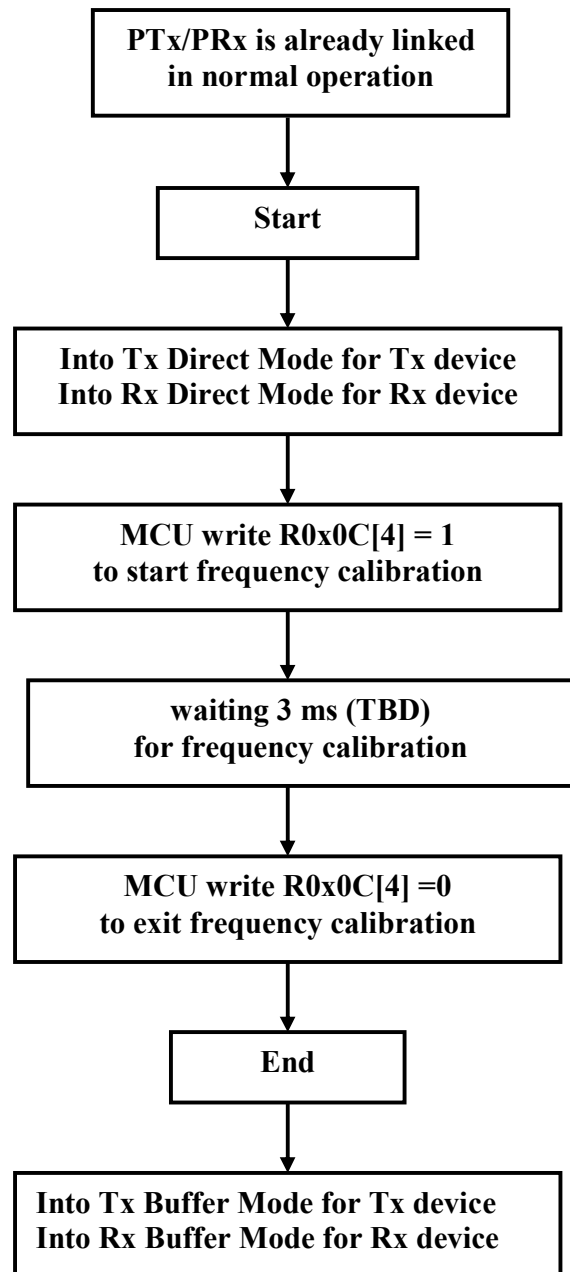 PTx/PRx is already linked
in normal operation
Start
Into Tx Direct Mode for Tx device
Into Rx Direct Mode for Rx device
MCU write R0x0C[4] = 1
to start frequency calibration
waiting 3 ms (TBD)
for frequency calibration
MCU write R0x0C[4] =0
to exit frequency calibration
End
Into Tx Buffer Mode for Tx device
Into Rx Buffer Mode for Rx device